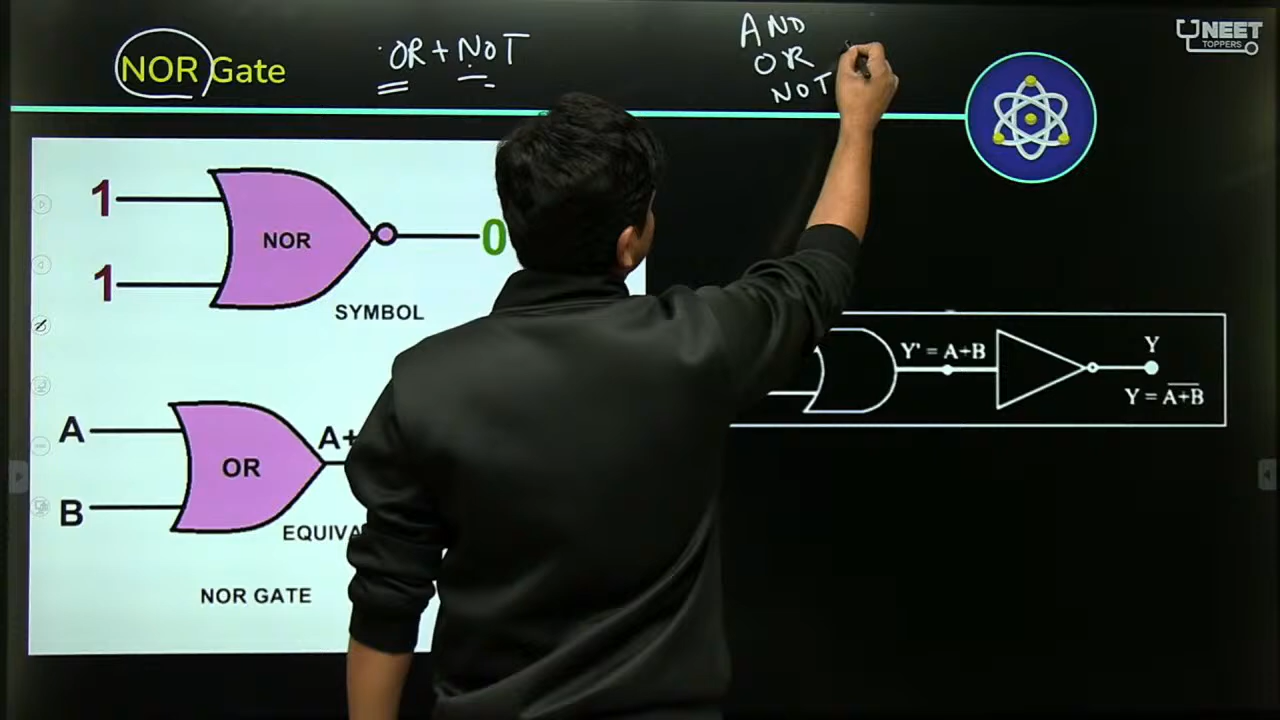 NOR Gate
OR + NOT
AND
OR
NOT
NEET
TOPPERS
1
NOR
0
1
SYMBOL
Y' = A+B
Y
Y = A+B
A
OR
B
NOR GATE